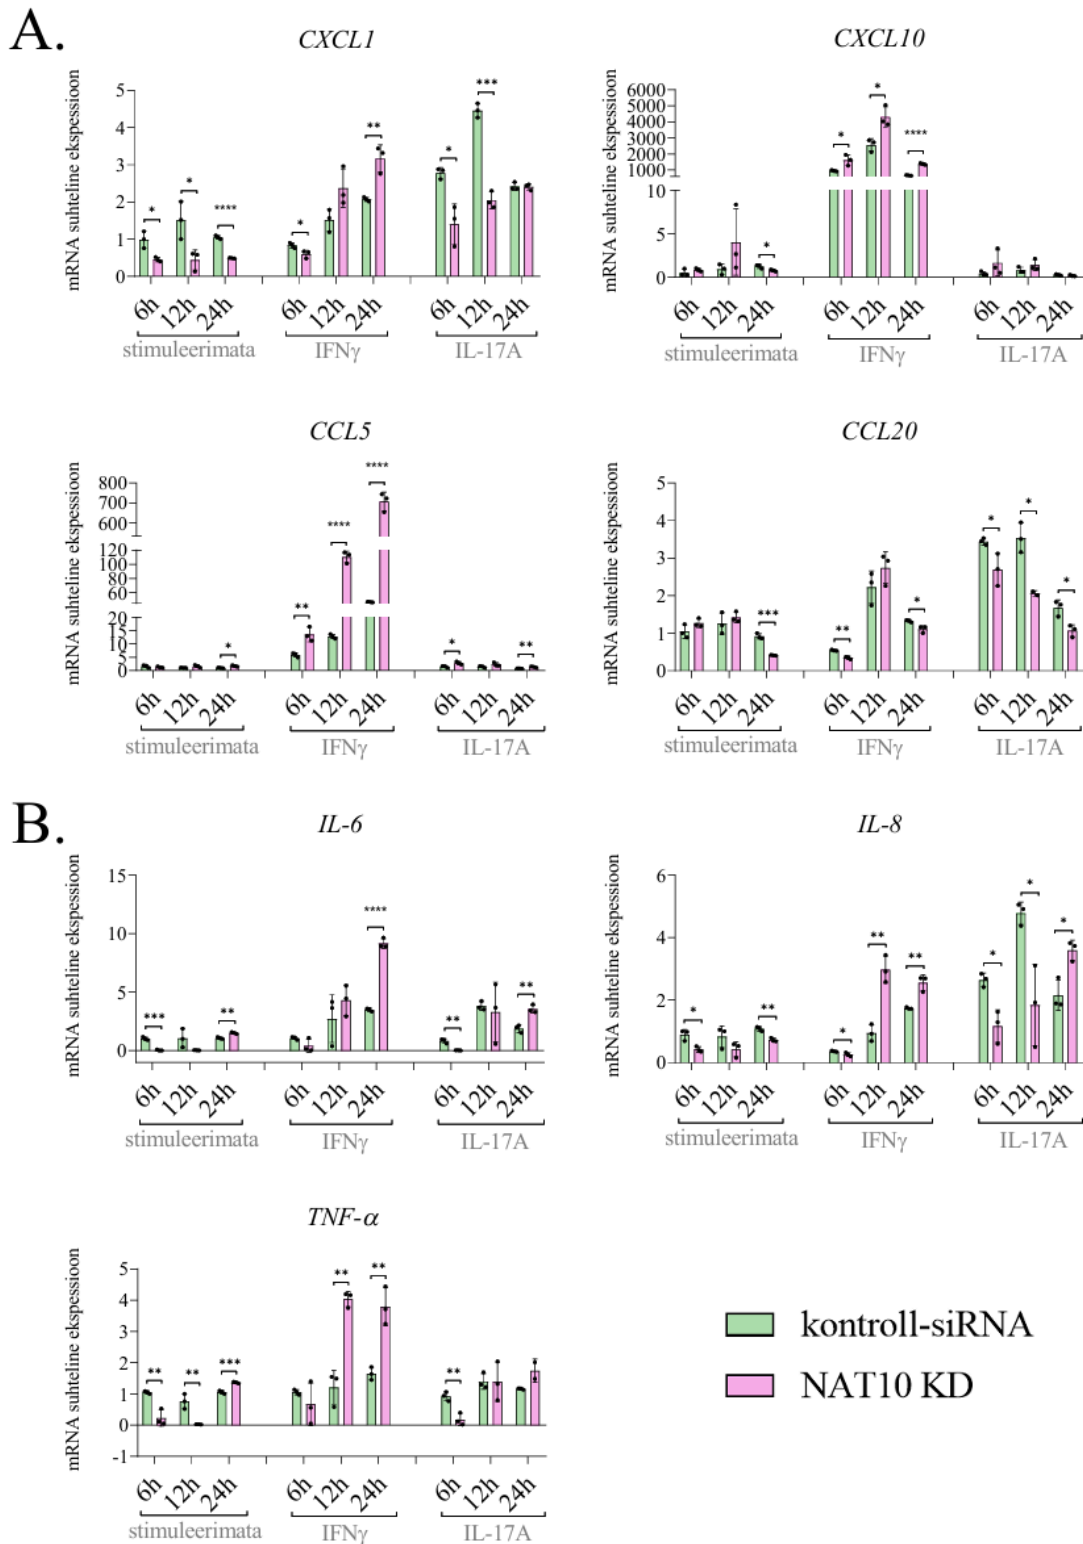 A.
CXCL1
mRNA suhteline ekspessioon
5
4
3
2
1
0
* * **** * ** * ***
6h 12h 24h 6h 12h 24h 6h 12h 24h
stimuleerimata IFNγ IL-17A
CXCL10
mRNA suhteline ekspessioon
6000
5000
4000
3000
2000
1000
10
5
0
* * * ****
6h 12h 24h 6h 12h 24h 6h 12h 24h
stimuleerimata IFNγ IL-17A
CCL5
mRNA suhteline ekspessioon
800
700
600
120
100
80
60
20
15
10
5
0
* ** **** **** * **
6h 12h 24h 6h 12h 24h 6h 12h 24h
stimuleerimata IFNγ IL-17A
CCL20
mRNA suhteline ekspessioon
5
4
3
2
1
0
*** ** * * * *
6h 12h 24h 6h 12h 24h 6h 12h 24h
stimuleerimata IFNγ IL-17A
B.
IL-6
mRNA suhteline ekspessioon
15
10
5
0
*** ** **** ** **
6h 12h 24h 6h 12h 24h 6h 12h 24h
stimuleerimata IFNγ IL-17A
IL-8
mRNA suhteline ekspessioon
6
4
2
0
* ** * ** ** * * *
6h 12h 24h 6h 12h 24h 6h 12h 24h
stimuleerimata IFNγ IL-17A
TNF-α
mRNA suhteline ekspessioon
5
4
3
2
1
0
-1
** ** *** ** ** **
6h 12h 24h 6h 12h 24h 6h 12h 24h
stimuleerimata IFNγ IL-17A
kontroll-siRNA
NAT10 KD